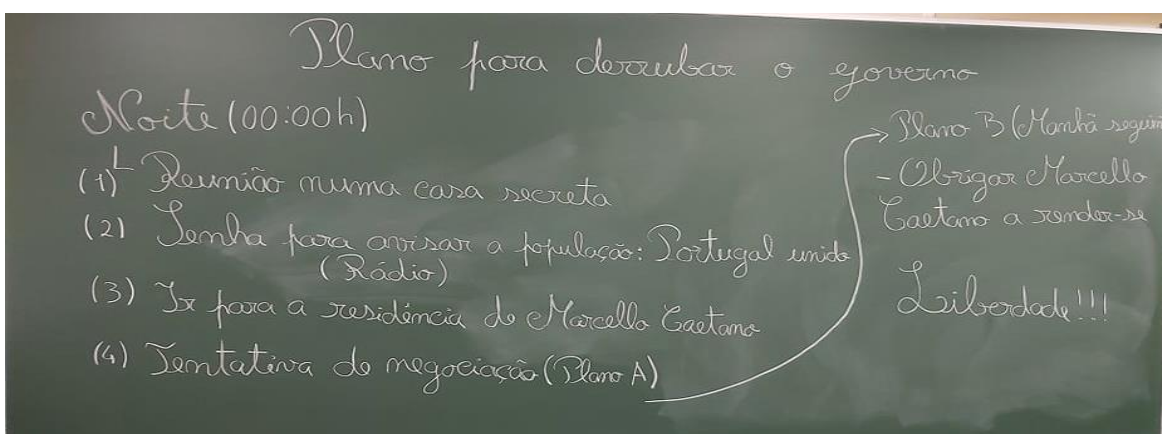 Plano para derrubar o governo
Noite (00:00h)
(1) Reunião numa casa secreta
(2) Senha para avisar a população: Portugal unido
(Rádio)
(3) Ir para a residência de Marcello Caetano
(4) Tentativa de negociação (Plano A)
Plano B (Manhã
- Obrigar Marcello
Caetano a render-se
Liberdade!!!